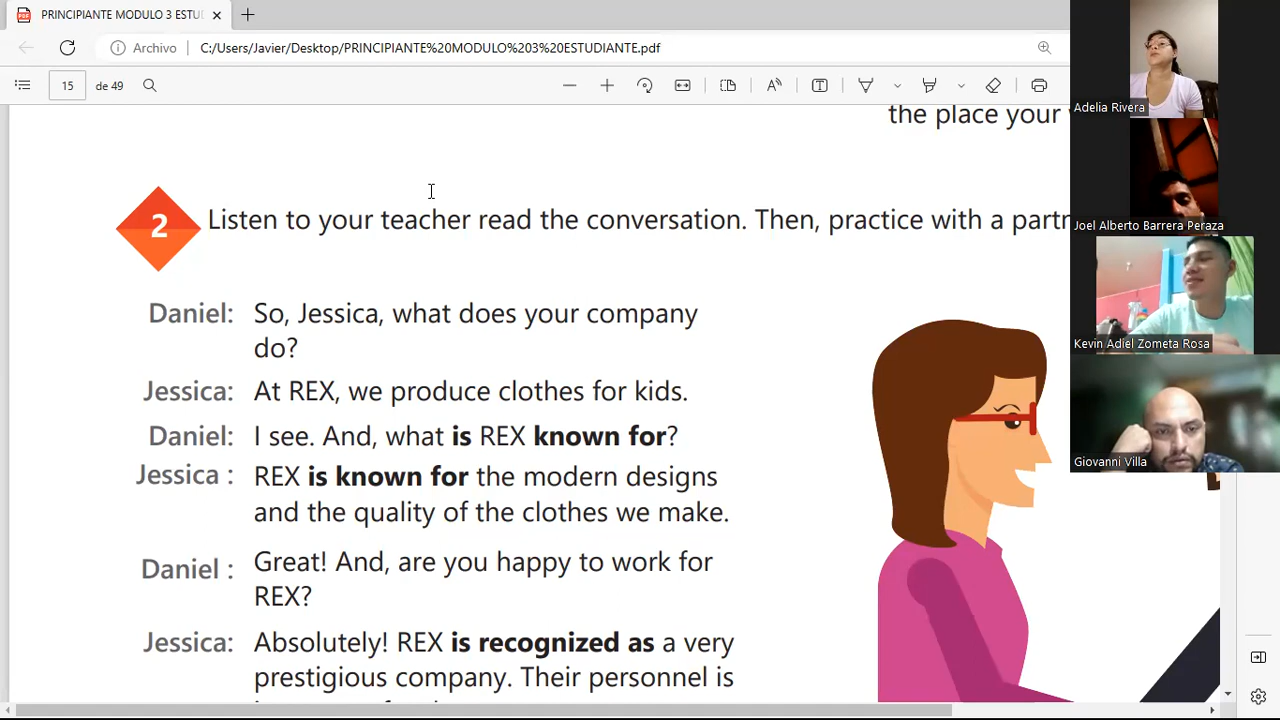 PRINCIPIANTE MODULO 3 ESTU
Archivo
C:/Users/Javier/Desktop/PRINCIPIANTE%20MODULO%203%20ESTUDIANTE.pdf
15
de 49
the place your
2
Listen to your teacher read the conversation. Then, practice with a partn
Daniel: So, Jessica, what does your company
do?
Jessica: At REX, we produce clothes for kids.
Daniel: I see. And, what is REX known for?
Jessica : REX is known for the modern designs
and the quality of the clothes we make.
Daniel : Great! And, are you happy to work for
REX?
Jessica: Absolutely! REX is recognized as a very
prestigious company. Their personnel is
Adelia Rivera
Joel Alberto Barrera Peraza
Kevin Adiel Zometa Rosa
Giovanni Villa